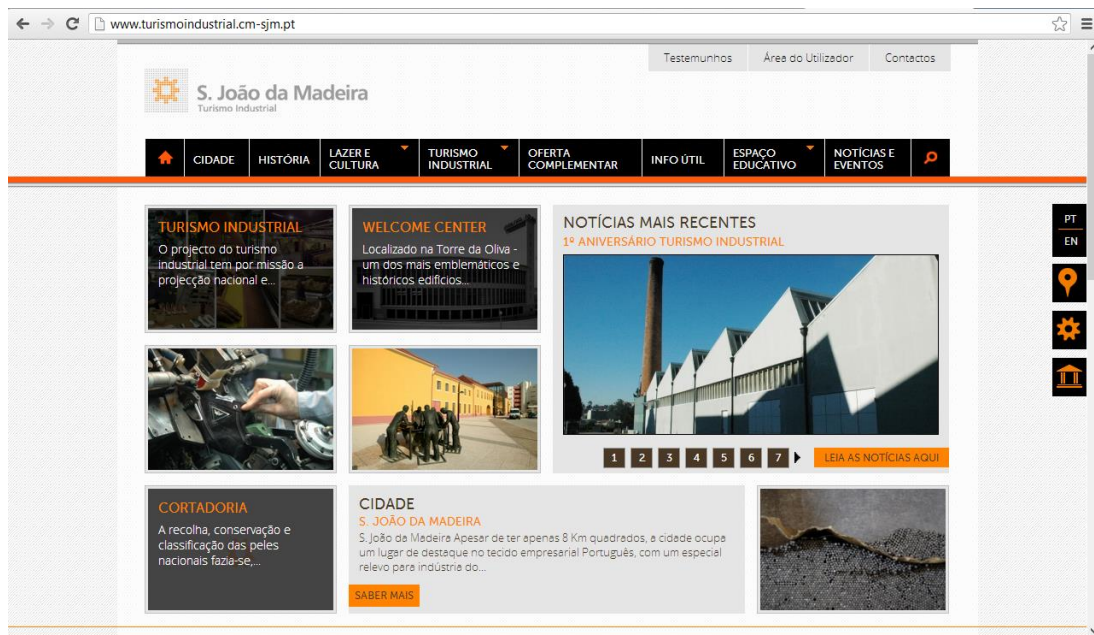 www.turismoindustrial.cm-sjm.pt
Testemunhos Área do Utilizador Contactos
S. João da Madeira
Turismo Industrial
CIDADE
HISTÓRIA
LAZER E
CULTURA
TURISMO
INDUSTRIAL
OFERTA
COMPLEMENTAR
INFO ÚTIL
ESPAÇO
EDUCATIVO
NOTÍCIAS E
EVENTOS
PT
EN
TURISMO INDUSTRIAL
O projecto do turismo
industrial tem por missão a
projecção nacional e...
WELCOME CENTER
Localizado na Torre da Oliva -
um dos mais emblemáticos e
históricos edifícios...
NOTÍCIAS MAIS RECENTES
1º ANIVERSÁRIO TURISMO INDUSTRIAL
1 2 3 4 5 6 7
LEIA AS NOTÍCIAS AQUI
CORTADORIA
A recolha, conservação e
classificação das peles
nacionais fazia-se,...
CIDADE
S. JOÃO DA MADEIRA
S. João da Madeira Apesar de ter apenas 8 Km quadrados, a cidade ocupa
um lugar de destaque no tecido empresarial Português, com um especial
relevo para indústria do...
SABER MAIS